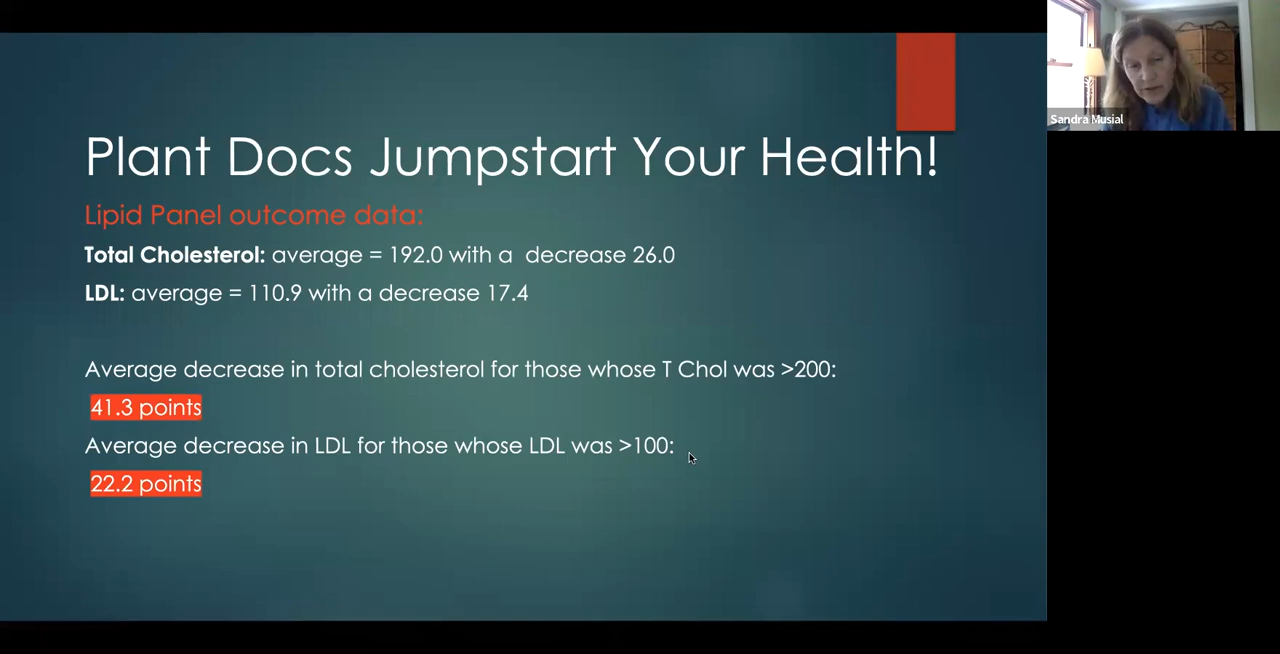 Plant Docs Jumpstart Your Health!
Lipid Panel outcome data:
Total Cholesterol: average = 192.0 with a  decrease 26.0
LDL: average = 110.9 with a decrease 17.4
Average decrease in total cholesterol for those whose T Chol was >200:
41.3 points
Average decrease in LDL for those whose LDL was >100:
22.2 points
Sandra Musial